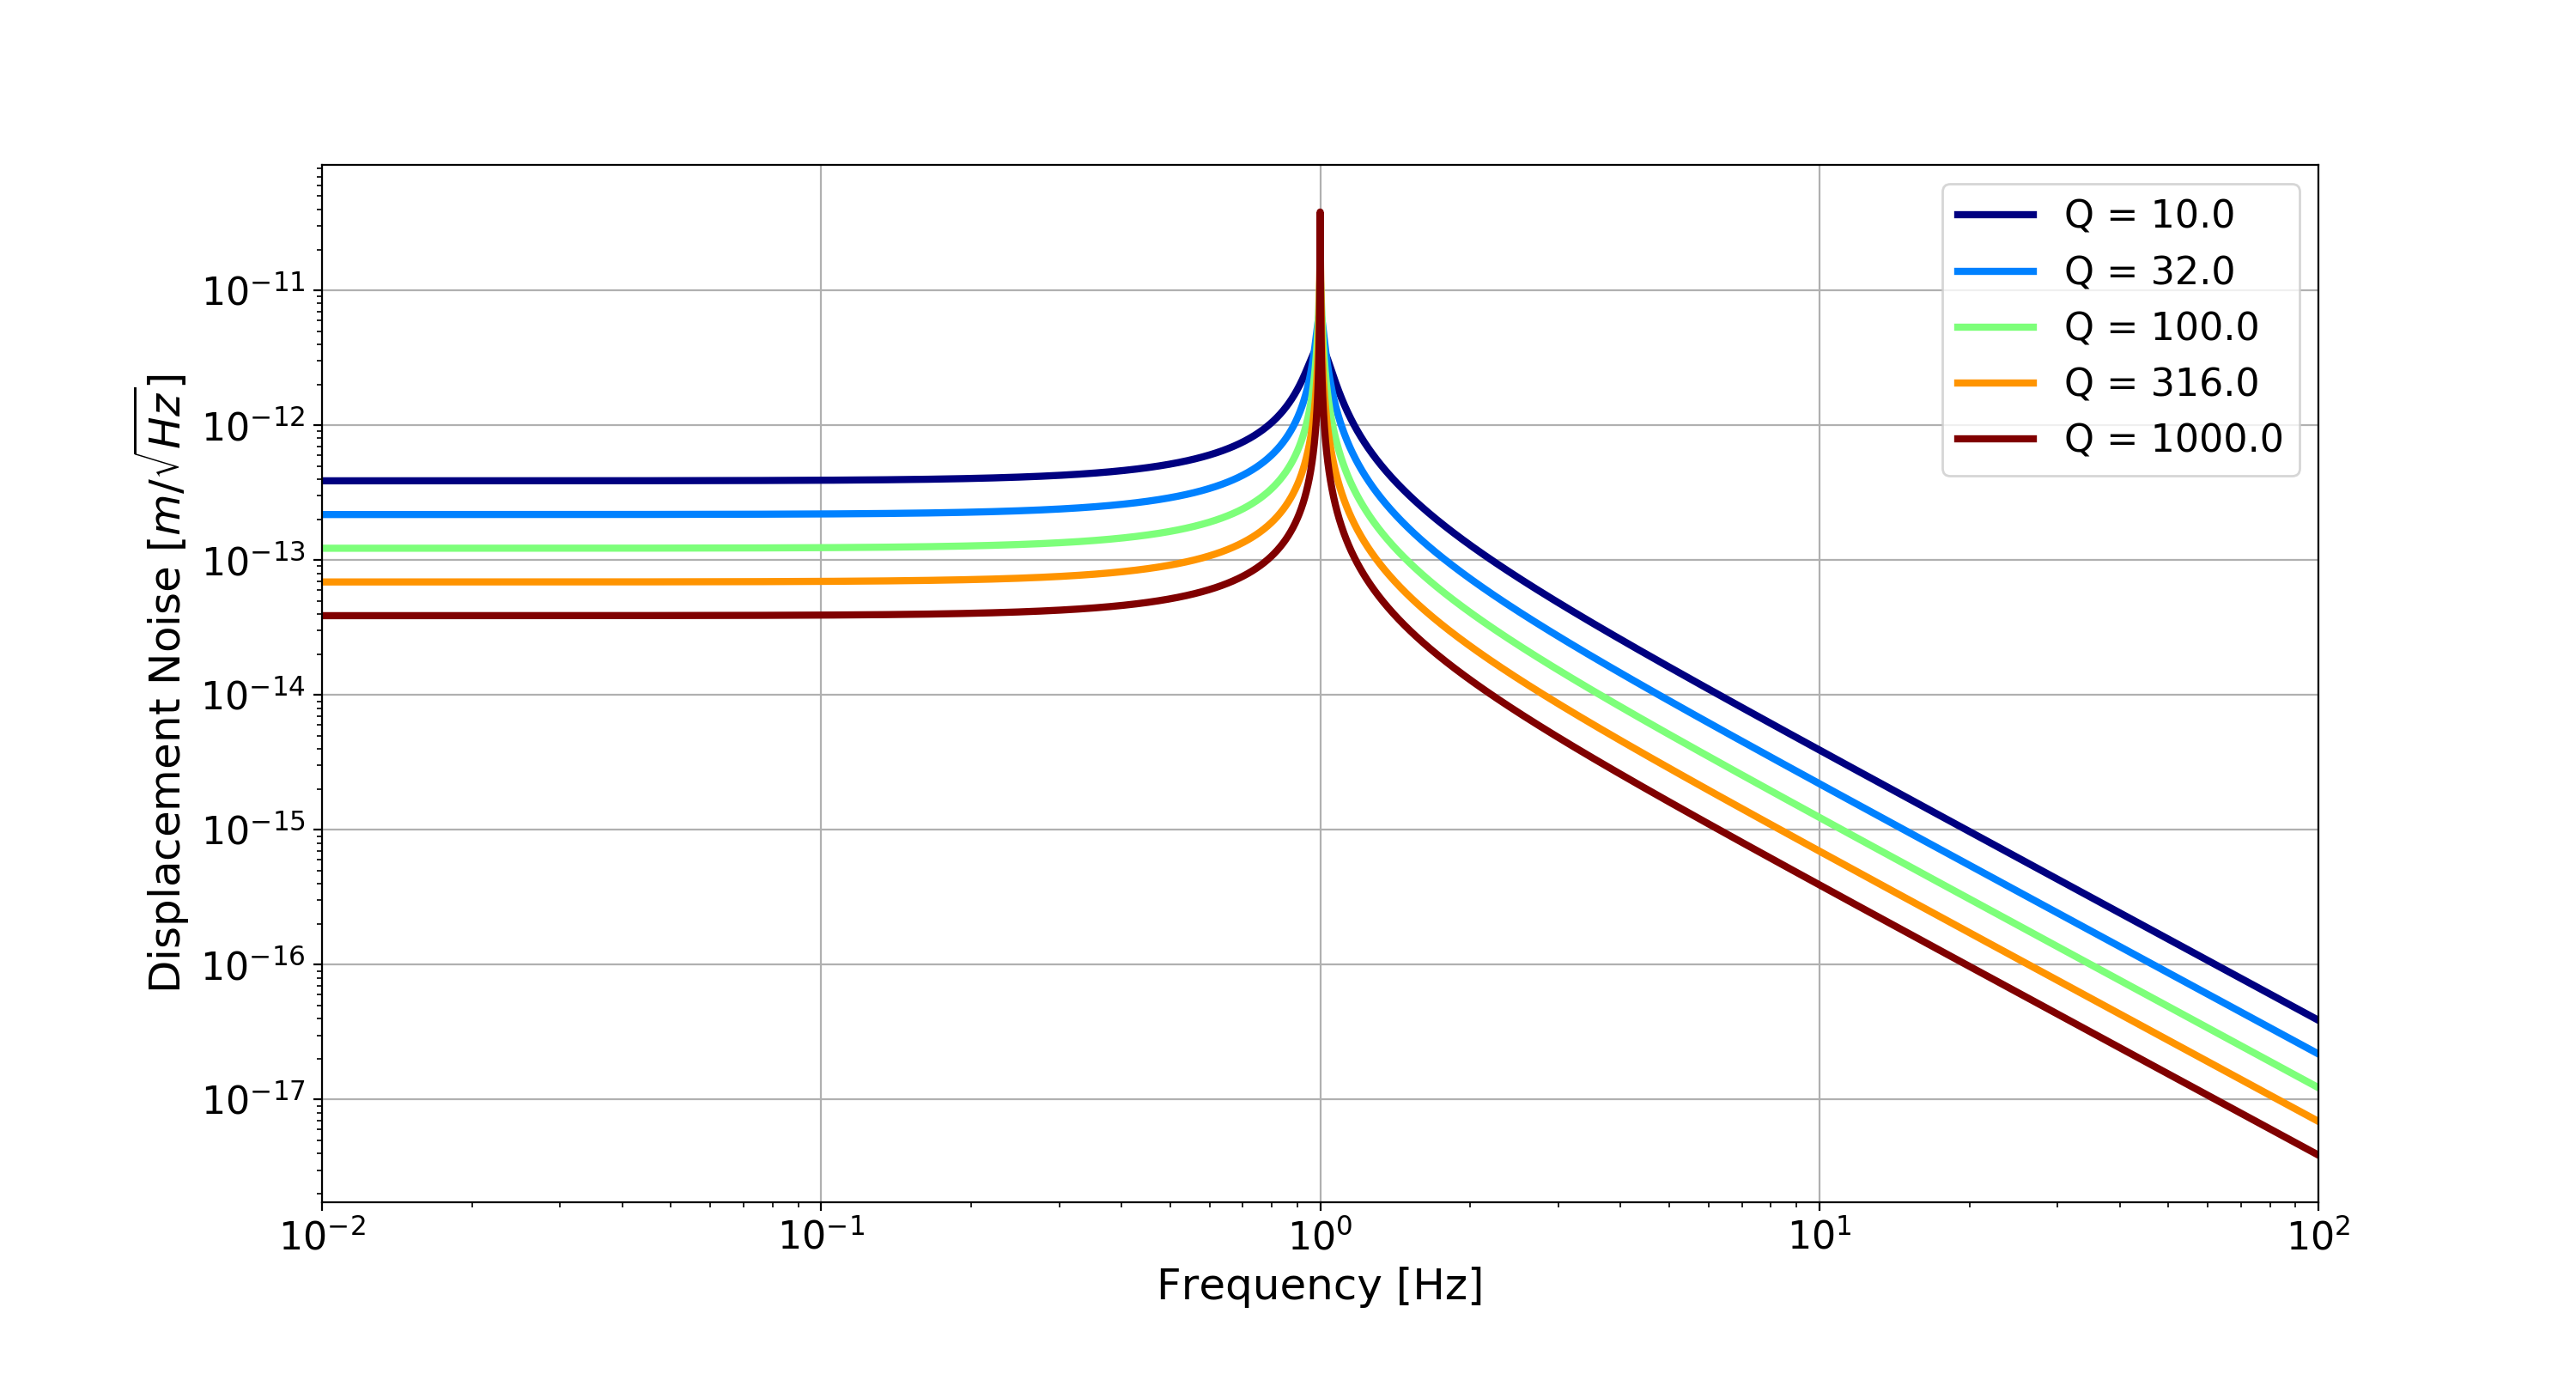 Q = 10.0
Q = 32.0
Q = 100.0
Q = 316.0
Q = 1000.0
Displacement Noise [m/√Hz]
10⁻¹¹
10⁻¹²
10⁻¹³
10⁻¹⁴
10⁻¹⁵
10⁻¹⁶
10⁻¹⁷
10⁻² 10⁻¹ 10⁰ 10¹ 10²
Frequency [Hz]